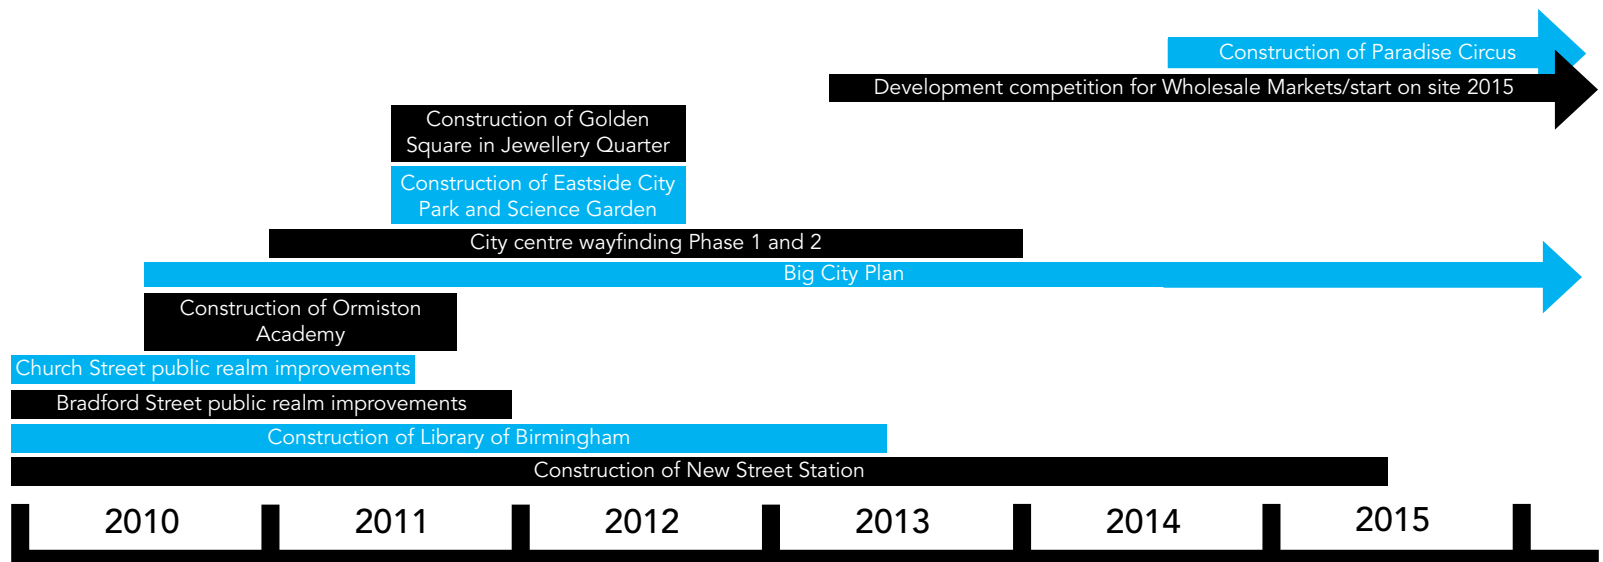 Construction of Paradise Circus
Development competition for Wholesale Markets/start on site 2015
Construction of Golden
Square in Jewellery Quarter
Construction of Eastside City
Park and Science Garden
City centre wayfinding Phase 1 and 2
Big City Plan
Construction of Ormiston
Academy
Church Street public realm improvements
Bradford Street public realm improvements
Construction of Library of Birmingham
Construction of New Street Station
2010 2011 2012 2013 2014 2015